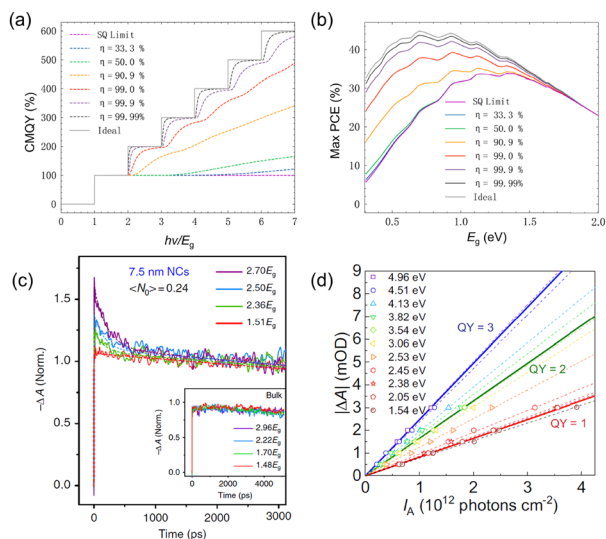 (a)
600
500
400
300
200
100
0
CMQY (%)
SQ Limit
η = 33.3 %
η = 50.0 %
η = 90.9 %
η = 99.0 %
η = 99.9 %
η = 99.99%
Ideal
0 1 2 3 4 5 6 7
hν/Eg
(b)
40
30
20
10
0
Max PCE (%)
SQ Limit
η = 33.3 %
η = 50.0 %
η = 90.9 %
η = 99.0 %
η = 99.9 %
η = 99.99%
Ideal
0.5 1.0 1.5 2.0
Eg (eV)
(c)
7.5 nm NCs
<N0> = 0.24
2.70Eg
2.50Eg
2.36Eg
1.51Eg
1.5
1.0
0.5
0.0
−ΔA (Norm.)
Bulk
1.0
0.5
0.0
−ΔA (Norm.)
2.96Eg
2.22Eg
1.70Eg
1.48Eg
0 2000 4000
Time (ps)
0 1000 2000 3000
Time (ps)
(d)
9
8
7
6
5
4
3
2
1
0
|ΔA| (mOD)
4.96 eV
4.51 eV
4.13 eV
3.82 eV
3.54 eV
3.06 eV
2.53 eV
2.45 eV
2.38 eV
2.05 eV
1.54 eV
QY = 3
QY = 2
QY = 1
0 1 2 3 4
IA (10¹² photons cm⁻²)